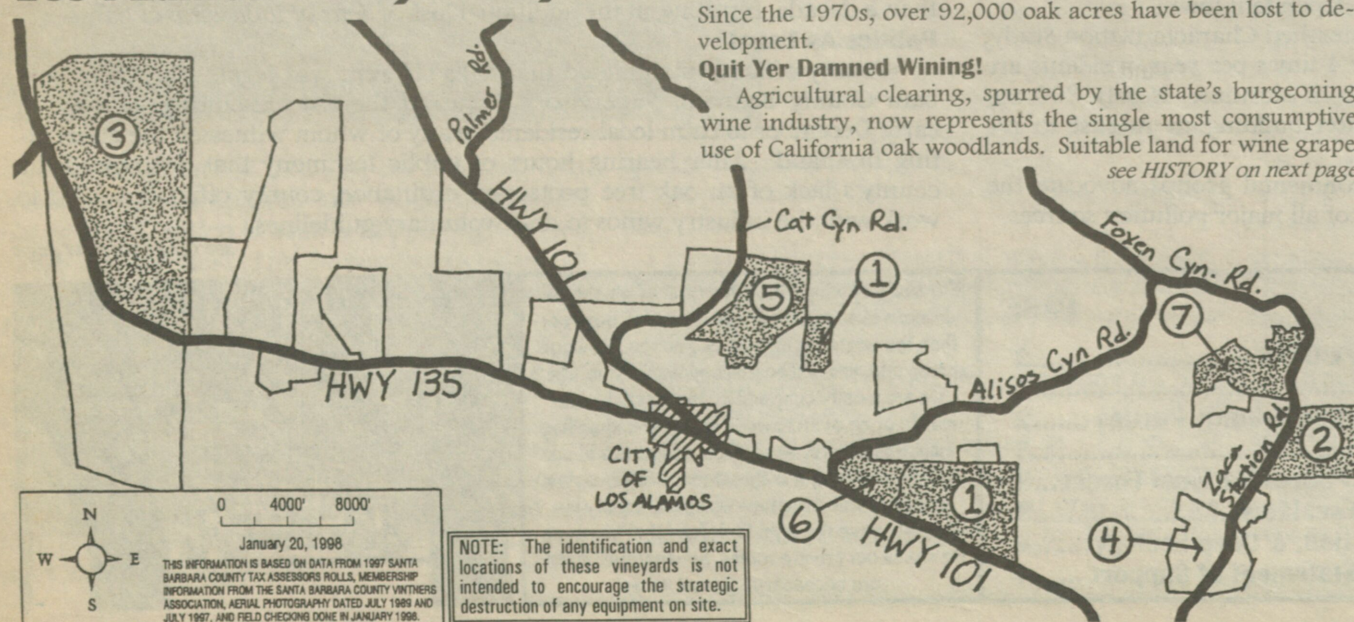 Since the 1970s, over 92,000 oak acres have been lost to de-
velopment.
Quit Yer Damned Wining!
Agricultural clearing, spurred by the state's burgeoning
wine industry, now represents the single most consumptive
use of California oak woodlands. Suitable land for wine grape
see HISTORY on next page
3
Palmer Rd.
HWY 101
Cat Cyn Rd.
5
1
Foxen Cyn. Rd.
7
Alisos Cyn Rd.
HWY 135
2
CITY
OF
LOS ALAMOS
Station Rd.
6
1
4
HWY 101
N
W E
S
0 4000' 8000'
January 20, 1998
THIS INFORMATION IS BASED ON DATA FROM 1997 SANTA
BARBARA COUNTY TAX ASSESSORS ROLLS, MEMBERSHIP
INFORMATION FROM THE SANTA BARBARA COUNTY VINTNERS
ASSOCIATION, AERIAL PHOTOGRAPHY DATED JULY 1989 AND
JULY 1997, AND FIELD CHECKING DONE IN JANUARY 1998.
NOTE: The identification and exact
locations of these vineyards is not
intended to encourage the strategic
destruction of any equipment on site.